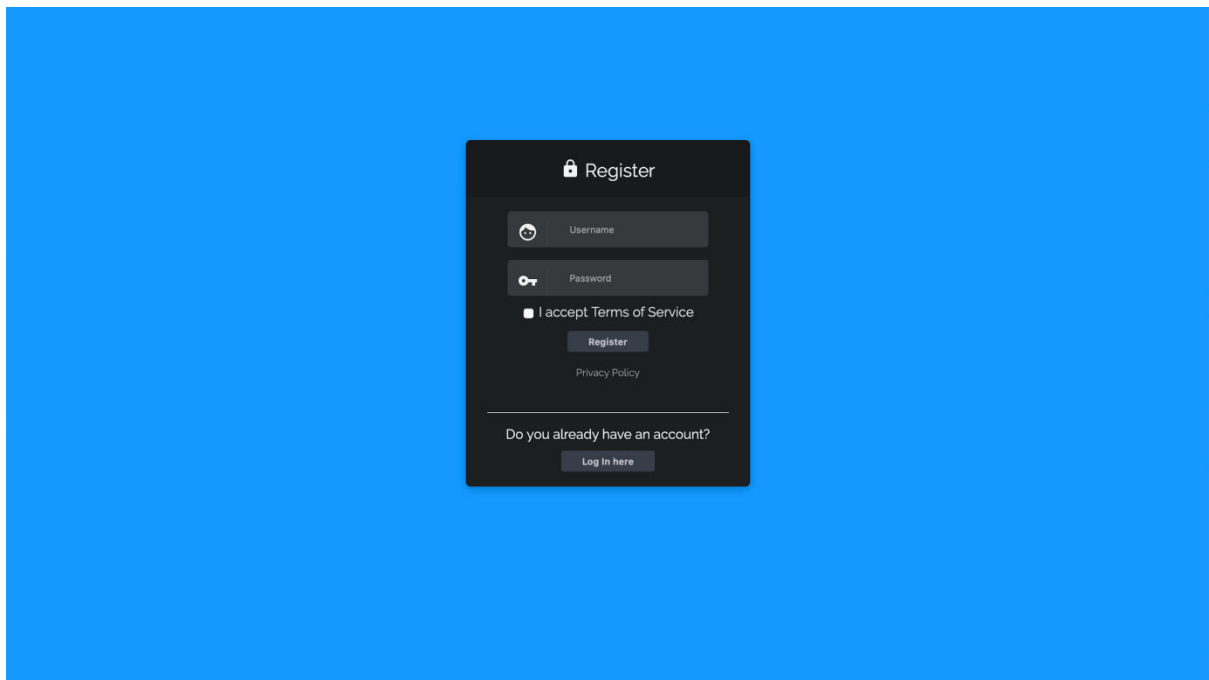 Register
Username
Password
I accept Terms of Service
Register
Privacy Policy
Do you already have an account?
Log In here